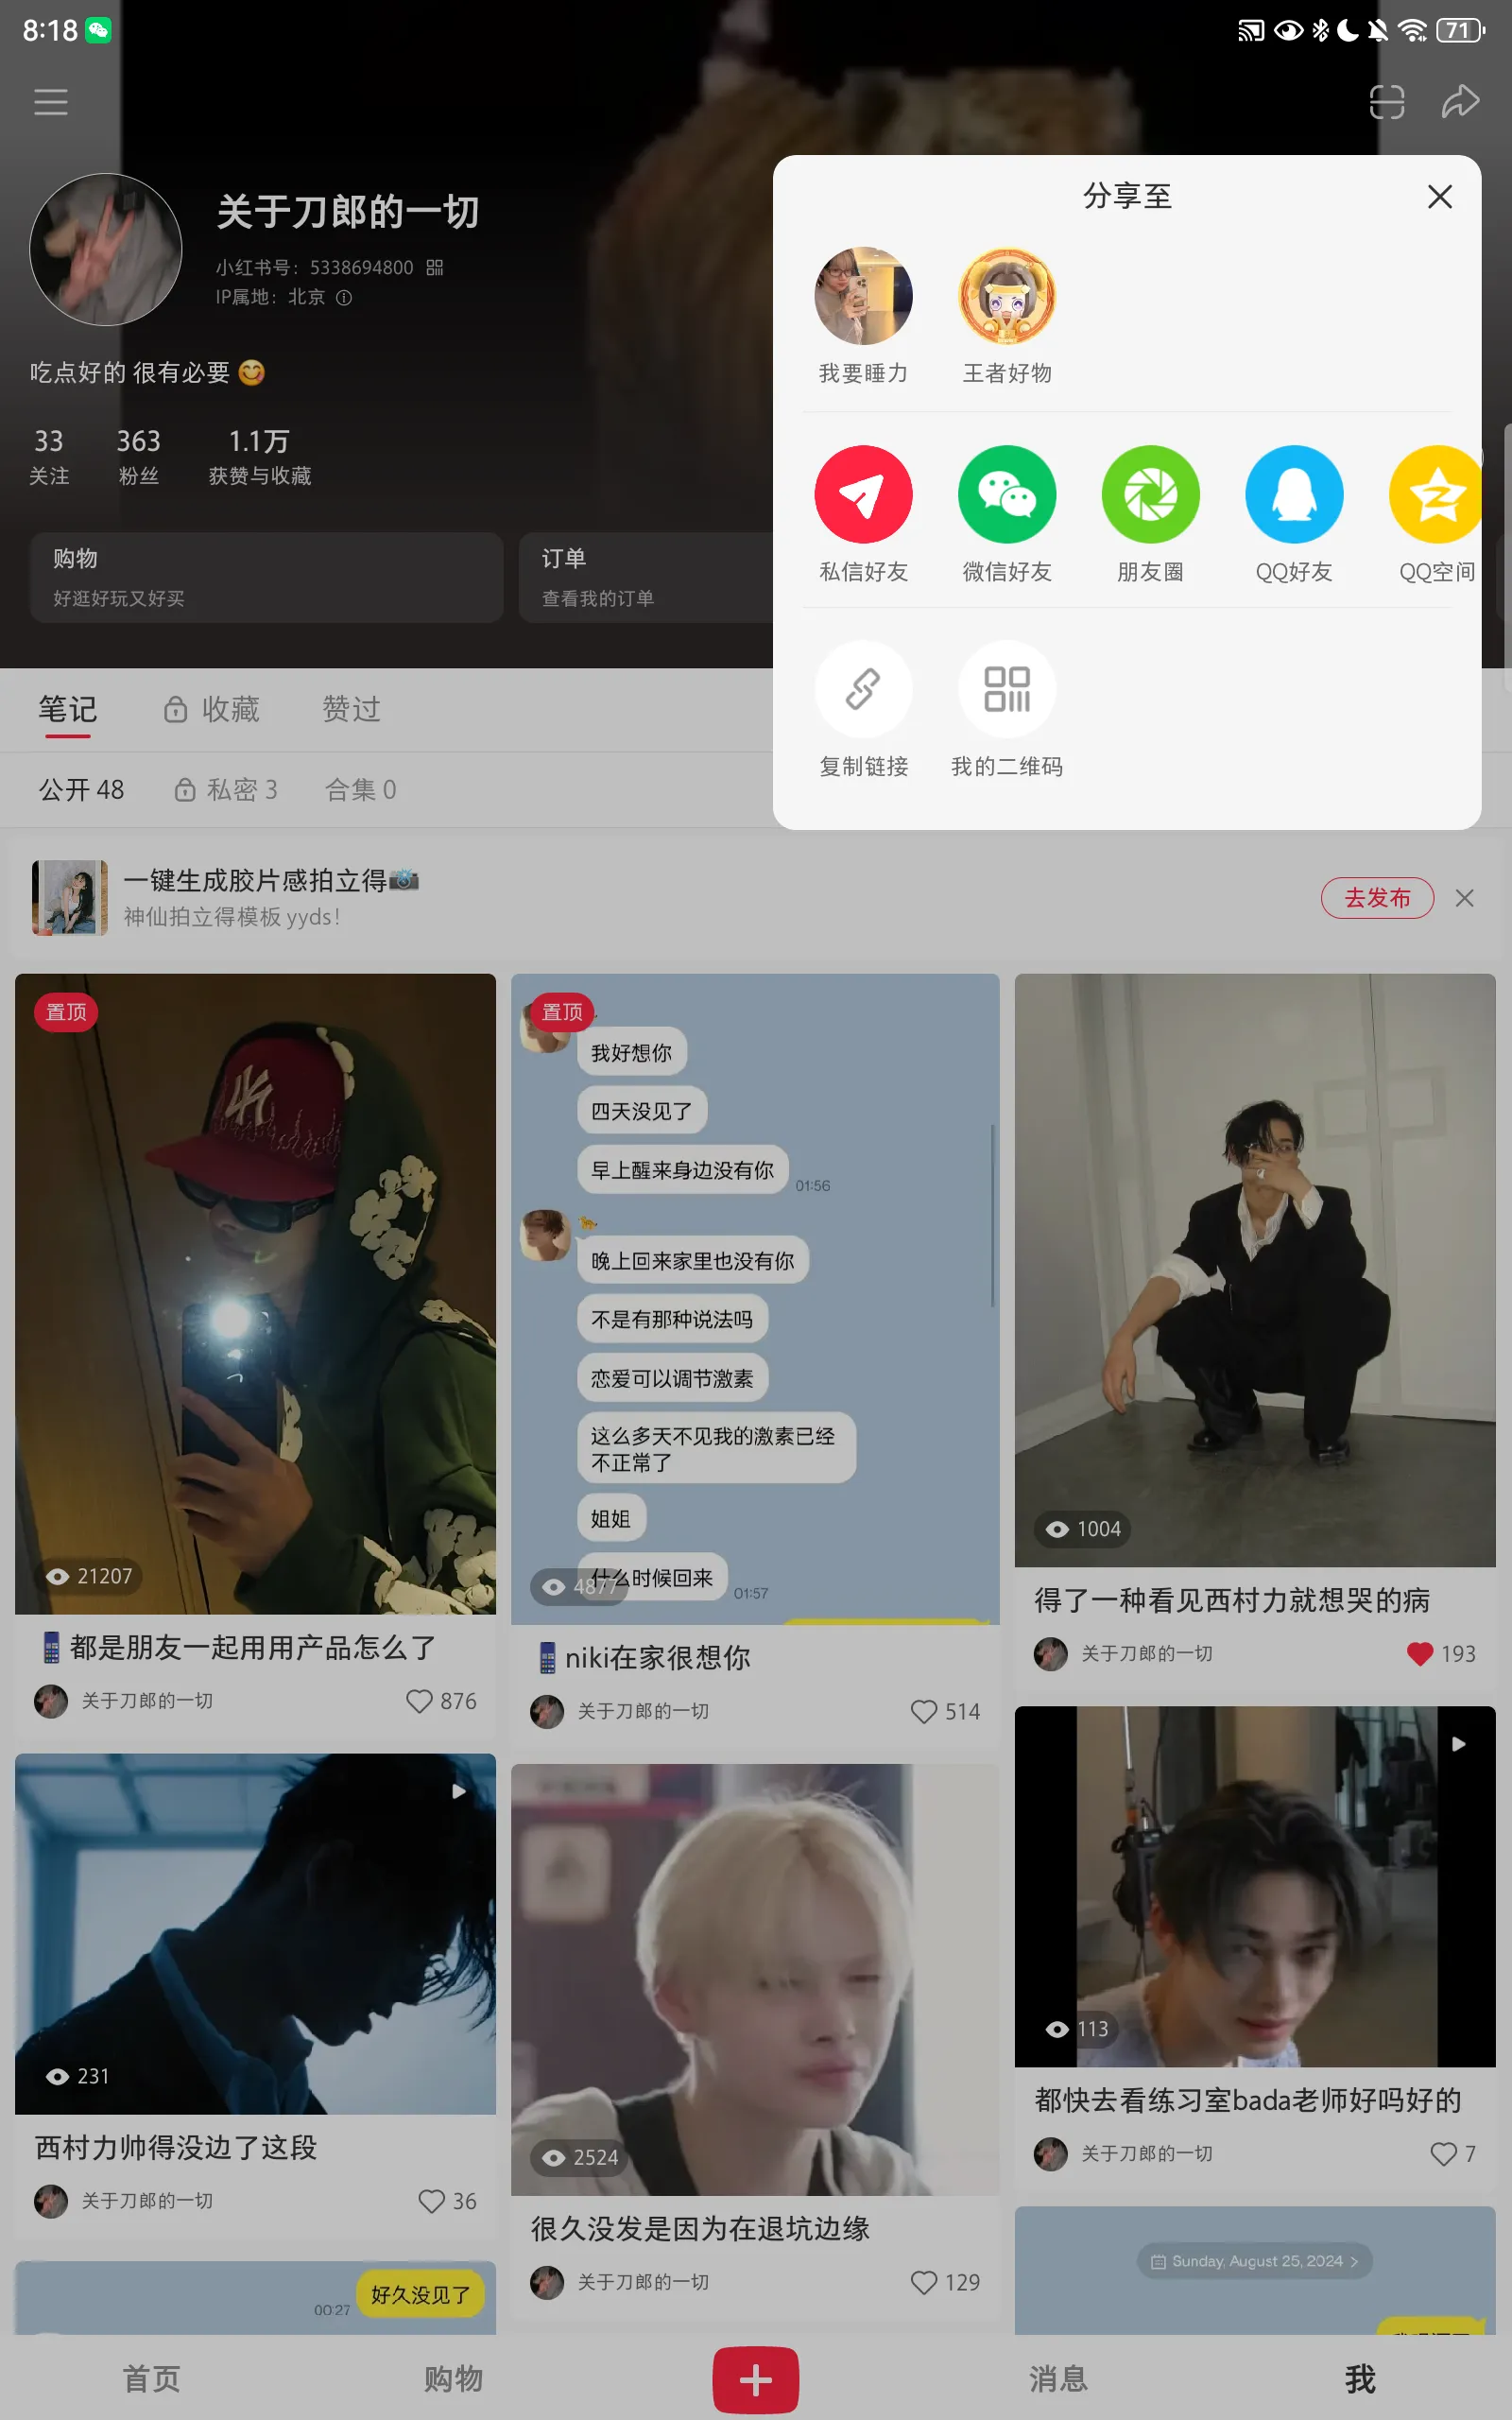 8:18
71
分享至
关于刀郎的一切
小红书号：5338694800
IP属地：北京
吃点好的 很有必要
33
关注
363
粉丝
1.1万
获赞与收藏
购物
好逛好玩又好买
订单
查看我的订单
我要睡力
王者好物
私信好友
微信好友
朋友圈
QQ好友
QQ空间
复制链接
我的二维码
笔记
收藏
赞过
公开 48
私密 3
合集 0
一键生成胶片感拍立得
神仙拍立得模板 yyds！
去发布
置顶
21207
都是朋友一起用用产品怎么了
关于刀郎的一切
876
置顶
我好想你
四天没见了
早上醒来身边没有你
01:56
晚上回来家里也没有你
不是有那种说法吗
恋爱可以调节激素
这么多天不见我的激素已经
不正常了
姐姐
什么时候回来
01:57
4877
niki在家很想你
关于刀郎的一切
514
1004
得了一种看见西村力就想哭的病
关于刀郎的一切
193
231
西村力帅得没边了这段
关于刀郎的一切
36
2524
很久没发是因为在退坑边缘
关于刀郎的一切
129
113
都快去看练习室bada老师好吗好的
关于刀郎的一切
7
00:27
好久没见了
Sunday, August 25, 2024
首页
购物
消息
我